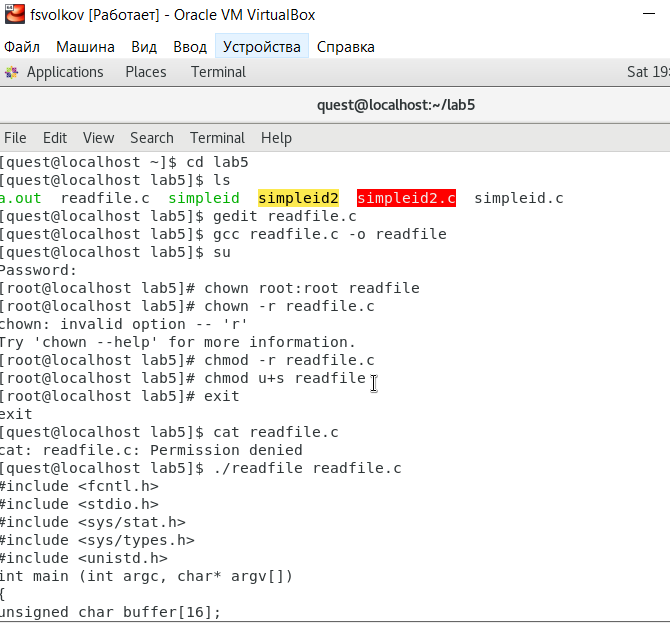 fsvolkov [Работает] - Oracle VM VirtualBox
Файл Машина Вид Ввод Устройства Справка
Applications Places Terminal Sat 19:
quest@localhost:~/lab5
File Edit View Search Terminal Help
[quest@localhost ~]$ cd lab5
[quest@localhost lab5]$ ls
a.out readfile.c simpleid simpleid2 simpleid2.c simpleid.c
[quest@localhost lab5]$ gedit readfile.c
[quest@localhost lab5]$ gcc readfile.c -o readfile
[quest@localhost lab5]$ su
Password:
[root@localhost lab5]# chown root:root readfile
[root@localhost lab5]# chown -r readfile.c
chown: invalid option -- 'r'
Try 'chown --help' for more information.
[root@localhost lab5]# chmod -r readfile.c
[root@localhost lab5]# chmod u+s readfile
[root@localhost lab5]# exit
exit
[quest@localhost lab5]$ cat readfile.c
cat: readfile.c: Permission denied
[quest@localhost lab5]$ ./readfile readfile.c
#include <fcntl.h>
#include <stdio.h>
#include <sys/stat.h>
#include <sys/types.h>
#include <unistd.h>
int main (int argc, char* argv[])
{
unsigned char buffer[16];